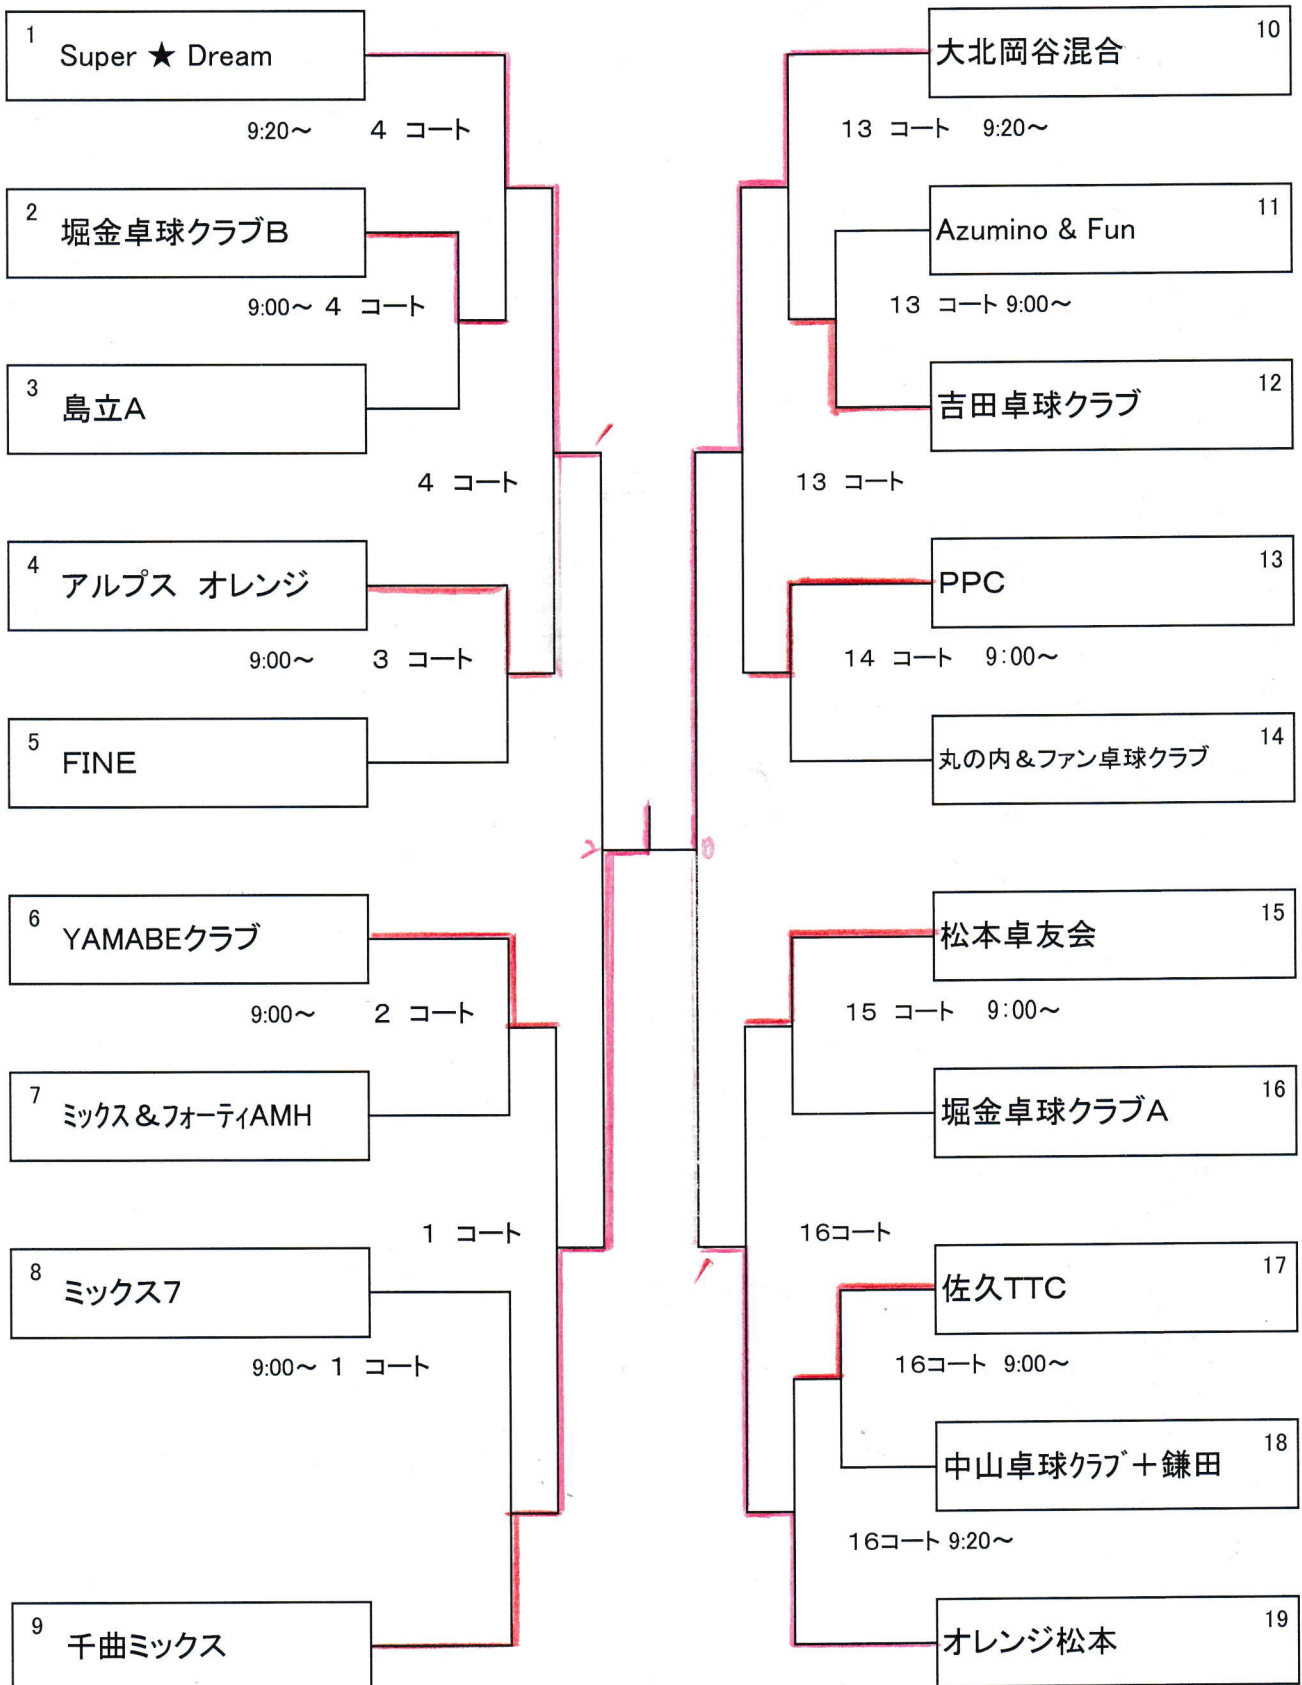 1
Super ★ Dream
9:20～ 4 コート
2
堀金卓球クラブB
9:00～ 4 コート
3
島立A
4 コート
4
アルプス オレンジ
9:00～ 3 コート
5
FINE
6
YAMABEクラブ
9:00～ 2 コート
7
ミックス&フォーティAMH
1 コート
8
ミックス7
9:00～ 1 コート
9
千曲ミックス
10
大北岡谷混合
13 コート 9:20～
11
Azumino & Fun
13 コート 9:00～
12
吉田卓球クラブ
13 コート
13
PPC
14 コート 9:00～
14
丸の内&ファン卓球クラブ
2 0
15
松本卓友会
15 コート 9:00～
16
堀金卓球クラブA
16コート
17
佐久TTC
16コート 9:00～
18
中山卓球クラブ+鎌田
16コート 9:20～
19
オレンジ松本